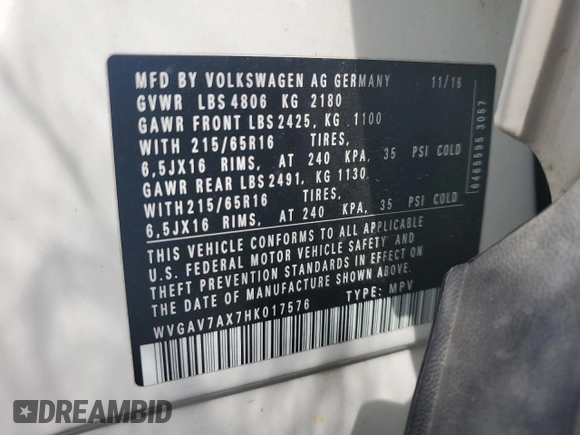 MFD BY VOLKSWAGEN AG GERMANY 11/16
GVWR LBS 4806 KG 2180
GAWR FRONT LBS 2425, KG 1100
WITH 215/65R16 TIRES,
6,5JX16 RIMS, AT 240 KPA, 35 PSI COLD
GAWR REAR LBS 2491, KG 1130
WITH 215/65R16 TIRES,
6,5JX16 RIMS, AT 240 KPA, 35 PSI COLD
THIS VEHICLE CONFORMS TO ALL APPLICABLE
U.S. FEDERAL MOTOR VEHICLE SAFETY AND
THEFT PREVENTION STANDARDS IN EFFECT ON
THE DATE OF MANUFACTURE SHOWN ABOVE.
WVGAV7AX7HK017576 TYPE: MPV
6465595 3057
DREAMBID